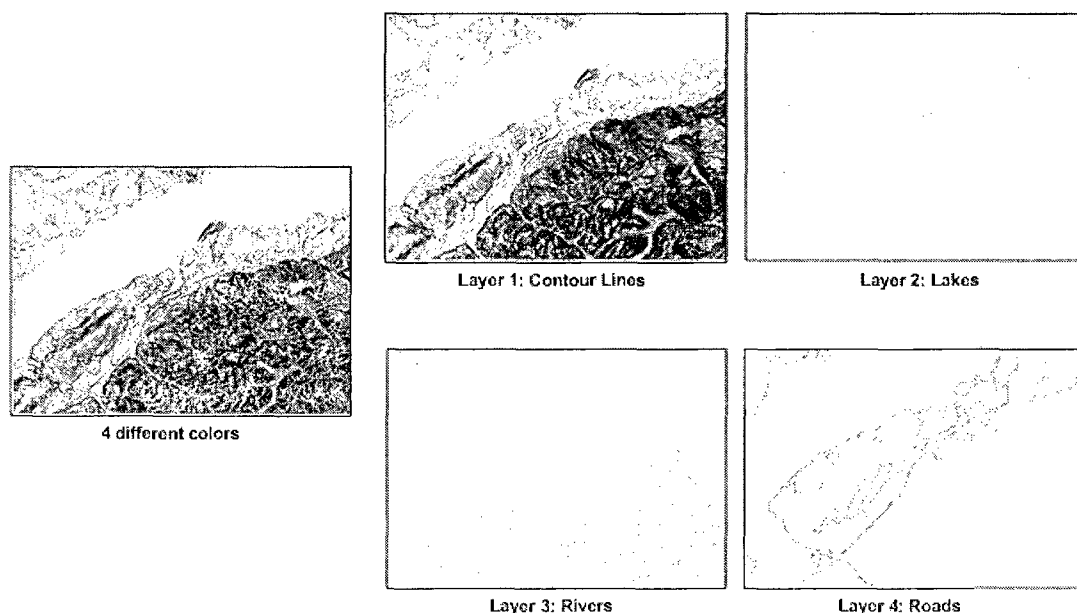 Layer 1: Contour Lines
Layer 2: Lakes
4 different colors
Layer 3: Rivers
Layer 4: Roads